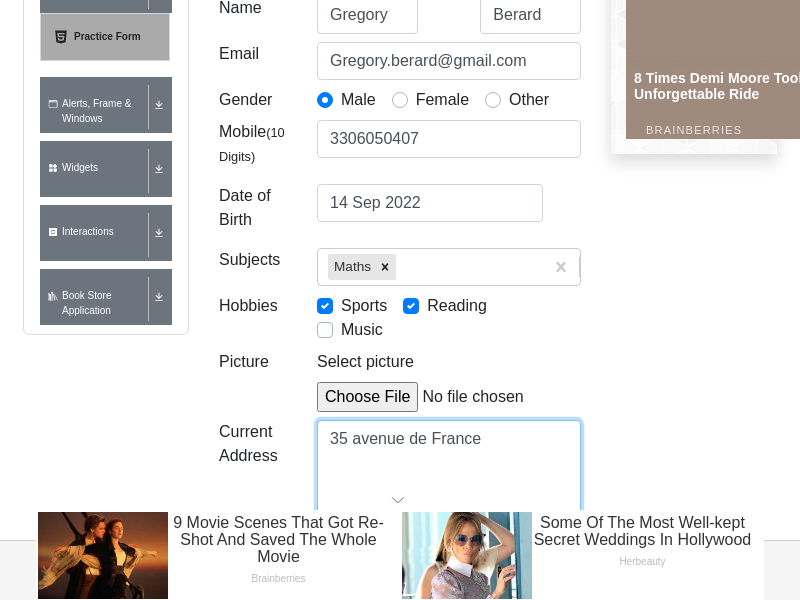 Practice Form
Alerts, Frame &
Windows
Widgets
Interactions
Book Store
Application
Name
Gregory
Berard
Email
Gregory.berard@gmail.com
Gender
Male
Female
Other
Mobile(10
Digits)
3306050407
Date of
Birth
14 Sep 2022
Subjects
Maths
Hobbies
Sports
Reading
Music
Picture
Select picture
Choose File No file chosen
Current
Address
35 avenue de France
8 Times Demi Moore Tool
Unforgettable Ride
BRAINBERRIES
9 Movie Scenes That Got Re-
Shot And Saved The Whole
Movie
Brainberries
Some Of The Most Well-kept
Secret Weddings In Hollywood
Herbeauty